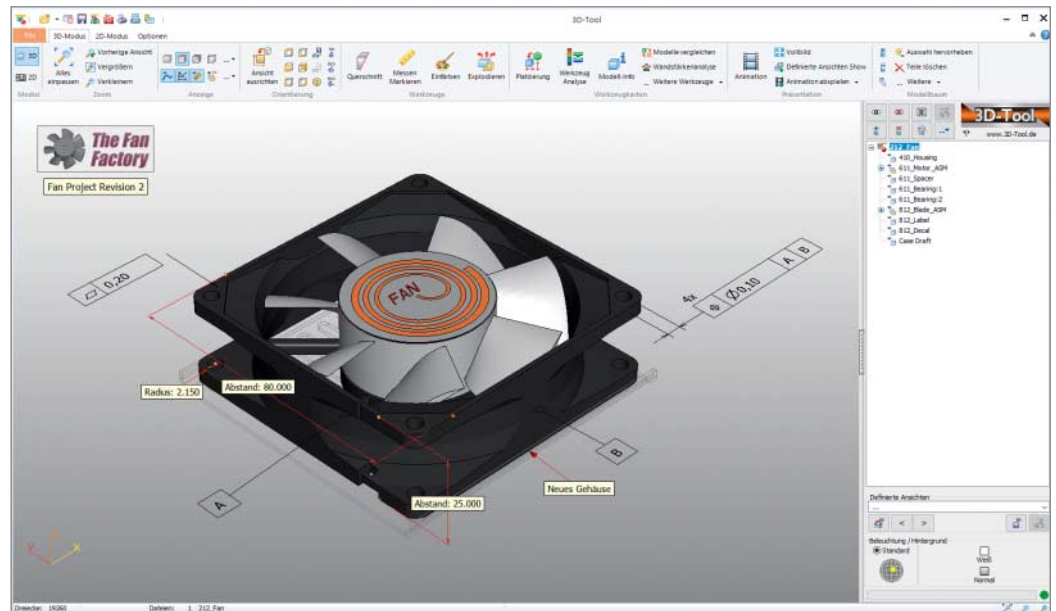 3D-Tool
File 3D-Modus 2D-Modus Optionen
3D
2D
Modus
Alles einpassen
Vorherige Ansicht
Vergrößern
Verkleinern
Zoom
Anzeige
Ansicht ausrichten
Orientierung
Querschnitt
Messen Markieren
Einfärben
Explodieren
Werkzeuge
Platzierung
Werkzeug Analyse
Modell-Info
Modelle vergleichen
Wandstärkenanalyse
Weitere Werkzeuge
Werkzeugkasten
Animation
Vollbild
Definierte Ansichten Show
Animation abspielen
Präsentation
Auswahl hervorheben
Teile löschen
Weitere
Modellbaum
The Fan
Factory
Fan Project Revision 2
0,20
4x
Ø0,10 A B
FAN
Radius: 2.150
Abstand: 80.000
A
B
Neues Gehäuse
Abstand: 25.000
Y Z X
3D-Tool
www.3D-Tool.de
212_Fan
410_Housing
611_Motor_ASM
611_Spacer
611_Bearing:1
611_Bearing:2
812_Blade_ASM
812_Label
812_Decal
Case Draft
Definierte Ansichten
...
< >
Beleuchtung / Hintergrund
Standard
Weiß
Normal
Dreiecke: 19260 Dateien: 1 212_Fan